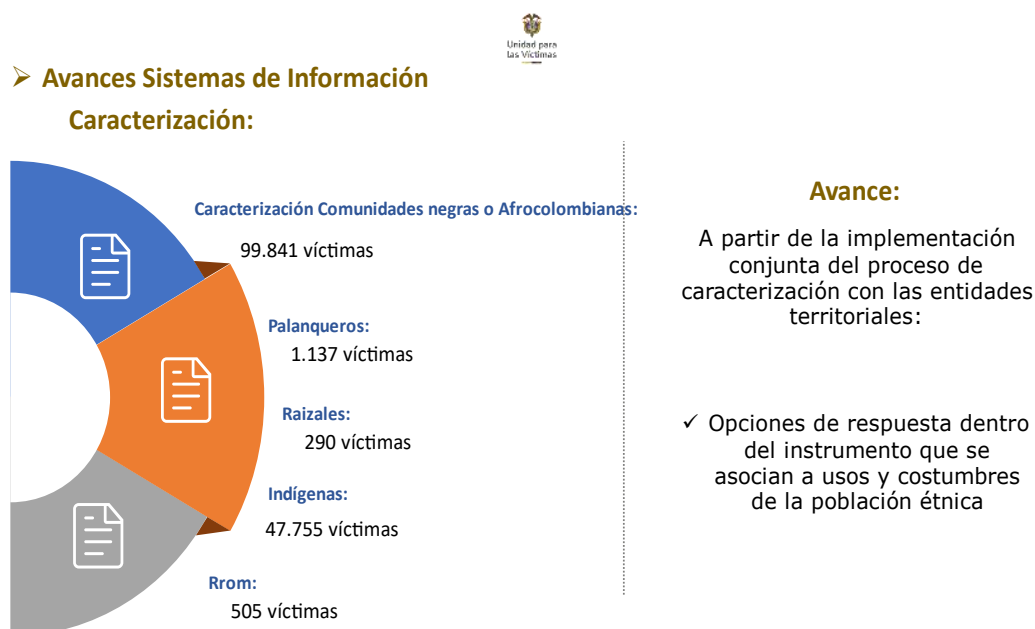 Unidad para
las Víctimas
➢ Avances Sistemas de Información
Caracterización:
Caracterización Comunidades negras o Afrocolombianas:
99.841 víctimas
Palanqueros:
1.137 víctimas
Raizales:
290 víctimas
Indígenas:
47.755 víctimas
Rrom:
505 víctimas
Avance:
A partir de la implementación
conjunta del proceso de
caracterización con las entidades
territoriales:
✓ Opciones de respuesta dentro
del instrumento que se
asocian a usos y costumbres
de la población étnica